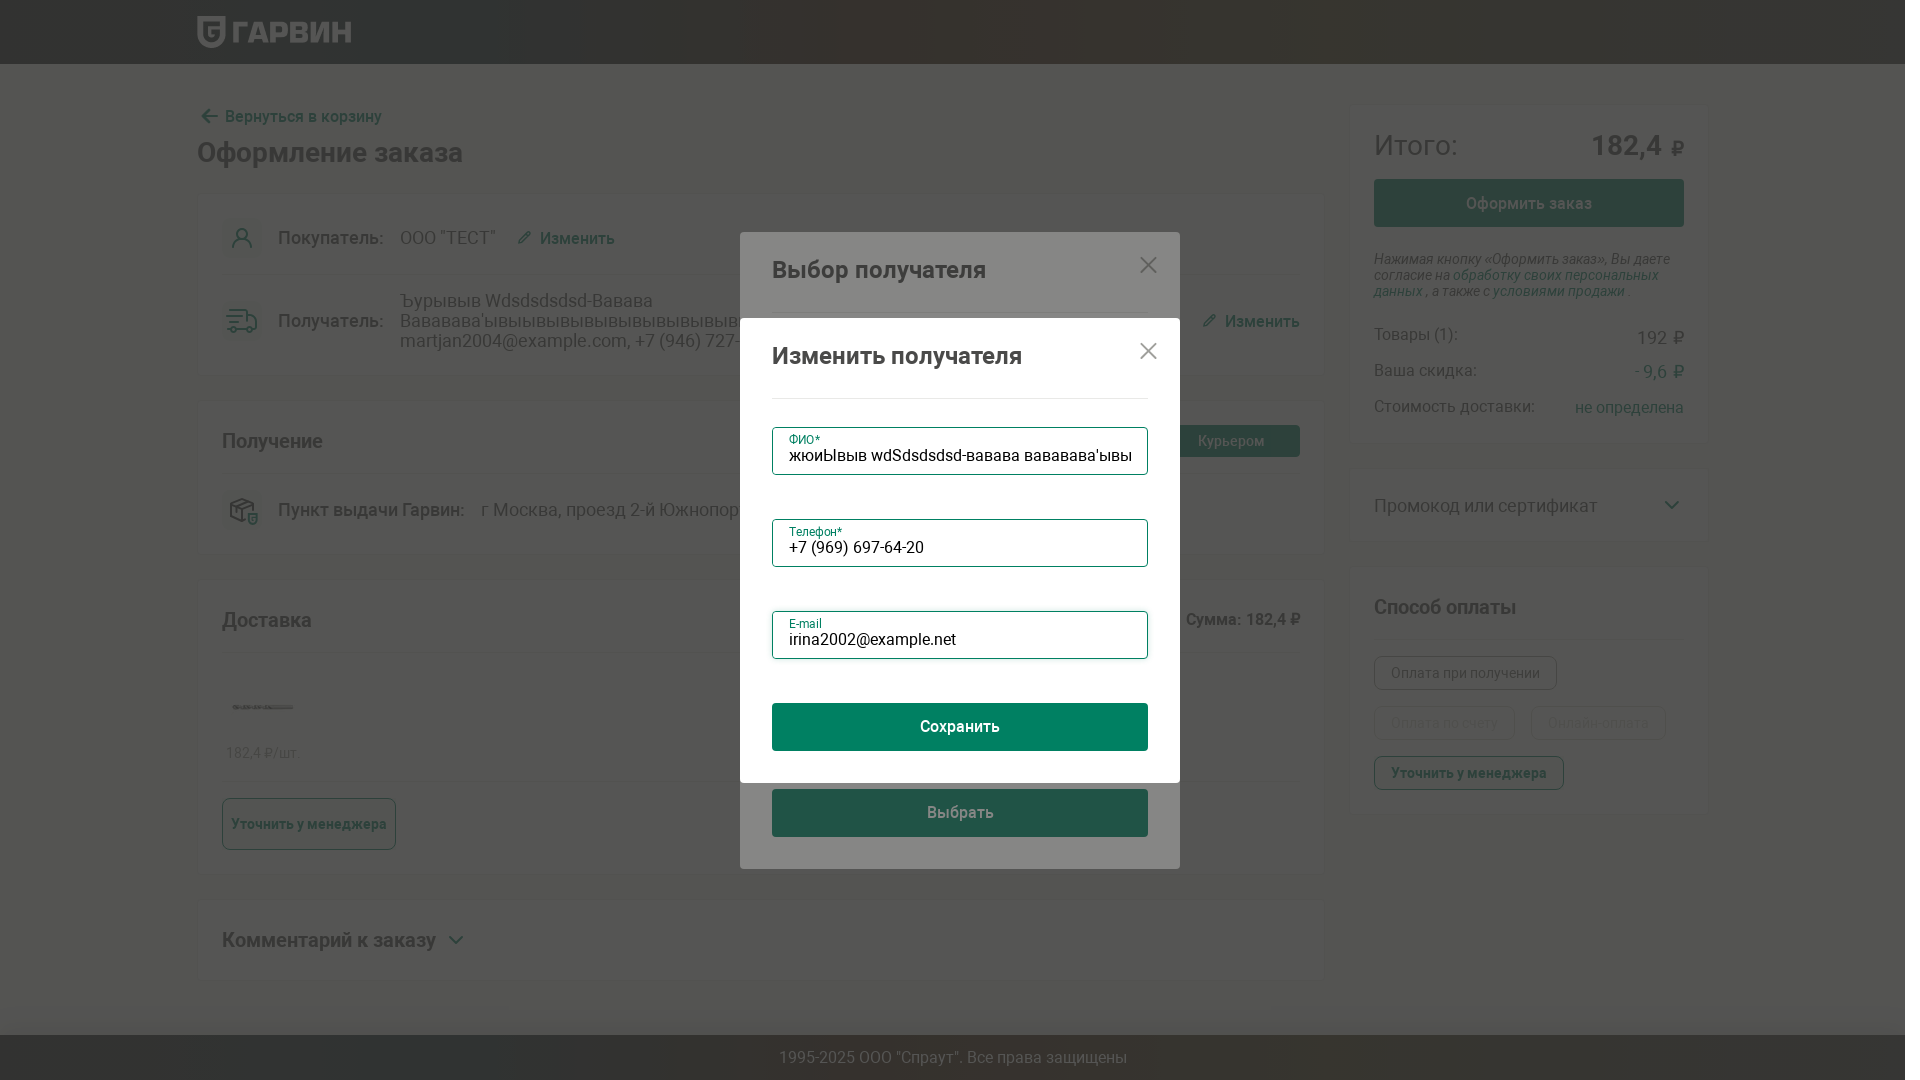 ГАРВИН
Вернуться в корзину
Оформление заказа
Покупатель: ООО "ТЕСТ" Изменить
Получатель:
Ъурывыв Wdsdsdsdsd-Вавава
Вавававa'ывыывывывывывывывывыва
martjan2004@example.com, +7 (946) 727-
Изменить
Получение
Курьером
Пункт выдачи Гарвин: г Москва, проезд 2-й Южнопор
Доставка
Сумма: 182,4 ₽
182,4 ₽/шт
Уточнить у менеджера
Комментарий к заказу
Выбор получателя
Изменить получателя
ФИО*
жюиЫвыв wdSdsdsdsd-вавава вававава'ывы
Телефон*
+7 (969) 697-64-20
E-mail
irina2002@example.net
Сохранить
Выбрать
Итого: 182,4 ₽
Оформить заказ
Нажимая кнопку «Оформить заказ», Вы даете
согласие на обработку своих персональных
данных , а также с условиями продажи .
Товары (1): 192 ₽
Ваша скидка: - 9,6 ₽
Стоимость доставки: не определена
Промокод или сертификат
Способ оплаты
Оплата при получении
Оплата по счету Онлайн-оплата
Уточнить у менеджера
1995-2025 ООО "Спраут". Все права защищены